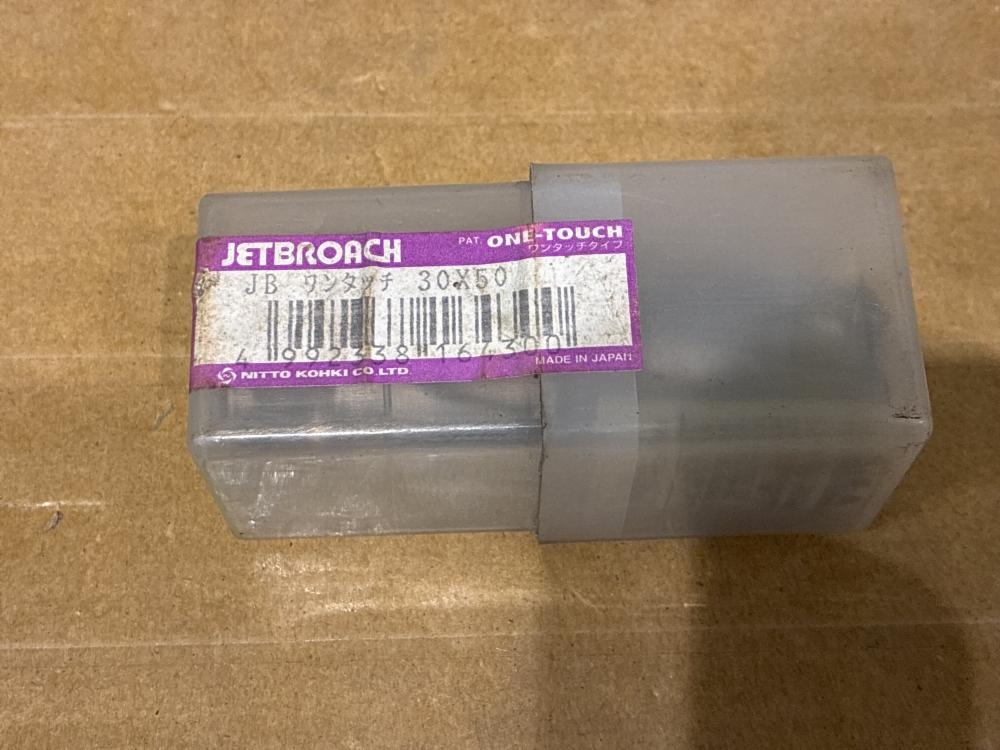 JETBROACH
PAT. ONE-TOUCH
ワンタッチタイプ
JB ワンタッチ 30X50
4 992338 164300
MADE IN JAPAN
NITTO KOHKI CO.,LTD.